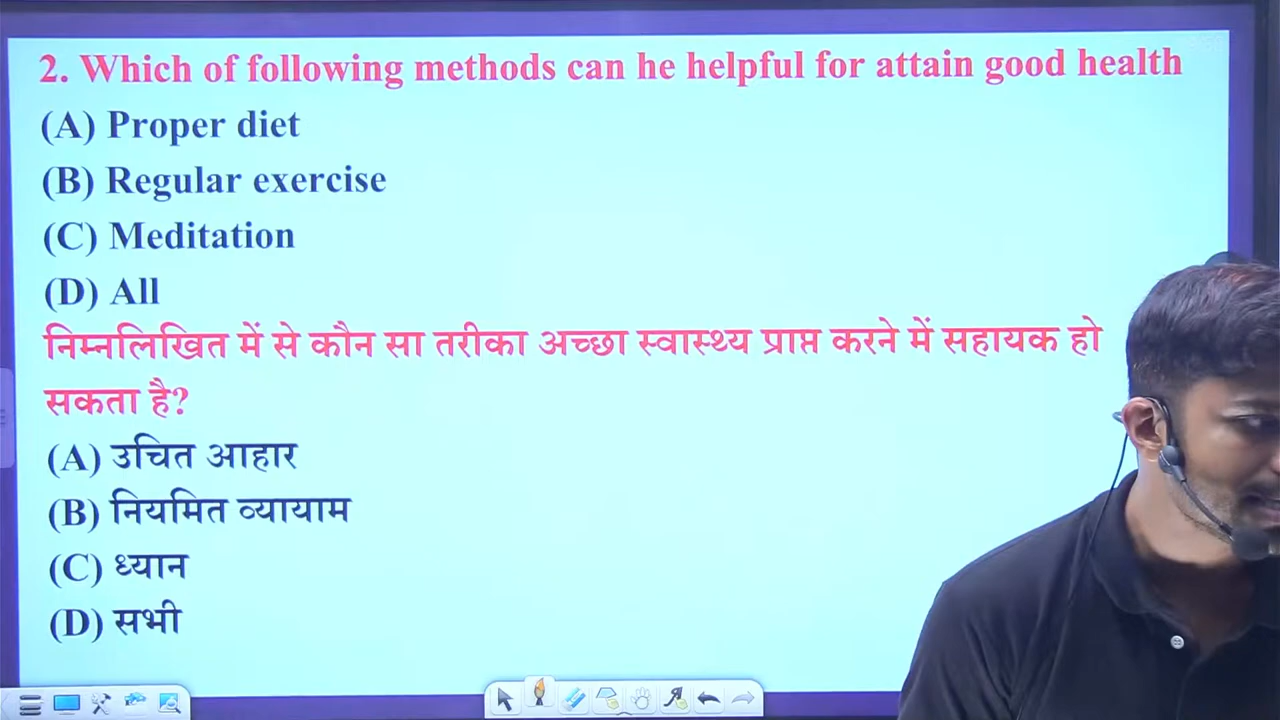 2. Which of following methods can he helpful for attain good health
(A) Proper diet
(B) Regular exercise
(C) Meditation
(D) All
निम्नलिखित में से कौन सा तरीका अच्छा स्वास्थ्य प्राप्त करने में सहायक हो
सकता है?
(A) उचित आहार
(B) नियमित व्यायाम
(C) ध्यान
(D) सभी